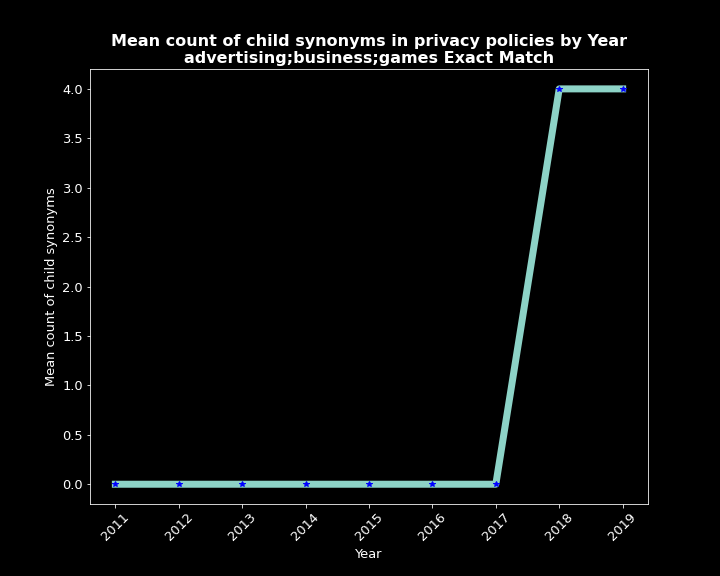 Mean count of child synonyms in privacy policies by Year
advertising;business;games Exact Match
4.0
3.5
3.0
2.5
2.0
1.5
1.0
0.5
0.0
Mean count of child synonyms
2011 2012 2013 2014 2015 2016 2017 2018 2019
Year